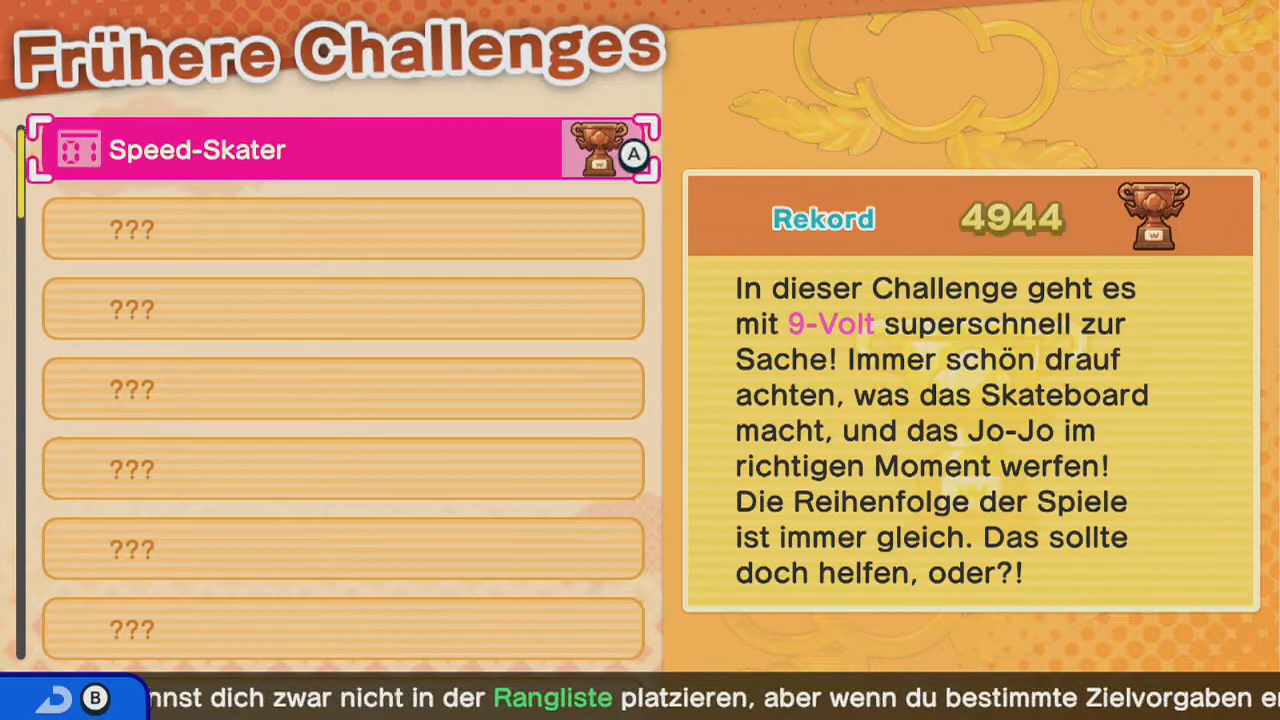 Frühere Challenges
Speed-Skater
A
???
???
???
???
???
???
Rekord 4944
W
In dieser Challenge geht es
mit 9-Volt superschnell zur
Sache! Immer schön drauf
achten, was das Skateboard
macht, und das Jo-Jo im
richtigen Moment werfen!
Die Reihenfolge der Spiele
ist immer gleich. Das sollte
doch helfen, oder?!
B
nnst dich zwar nicht in der Rangliste platzieren, aber wenn du bestimmte Zielvorgaben e